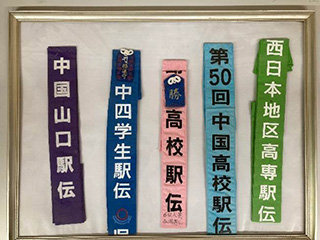 中国山口駅伝
中四学生駅伝
勝
高校駅伝
第50回中国高校駅伝
西日本地区高専駅伝